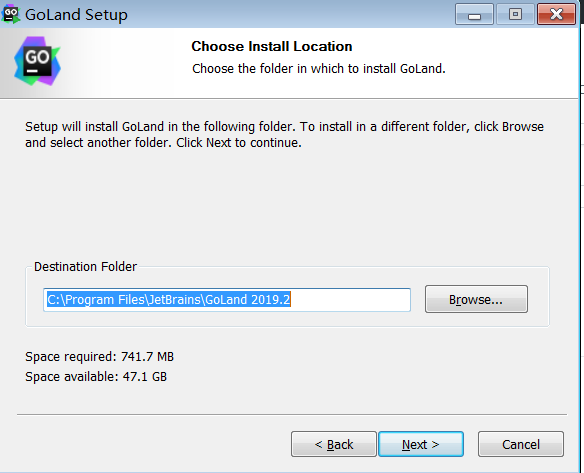 GO GoLand Setup
GO
Choose Install Location
Choose the folder in which to install GoLand.
Setup will install GoLand in the following folder. To install in a different folder, click Browse
and select another folder. Click Next to continue.
Destination Folder
C:\Program Files\JetBrains\GoLand 2019.2
Browse...
Space required: 741.7 MB
Space available: 47.1 GB
< Back
Next >
Cancel